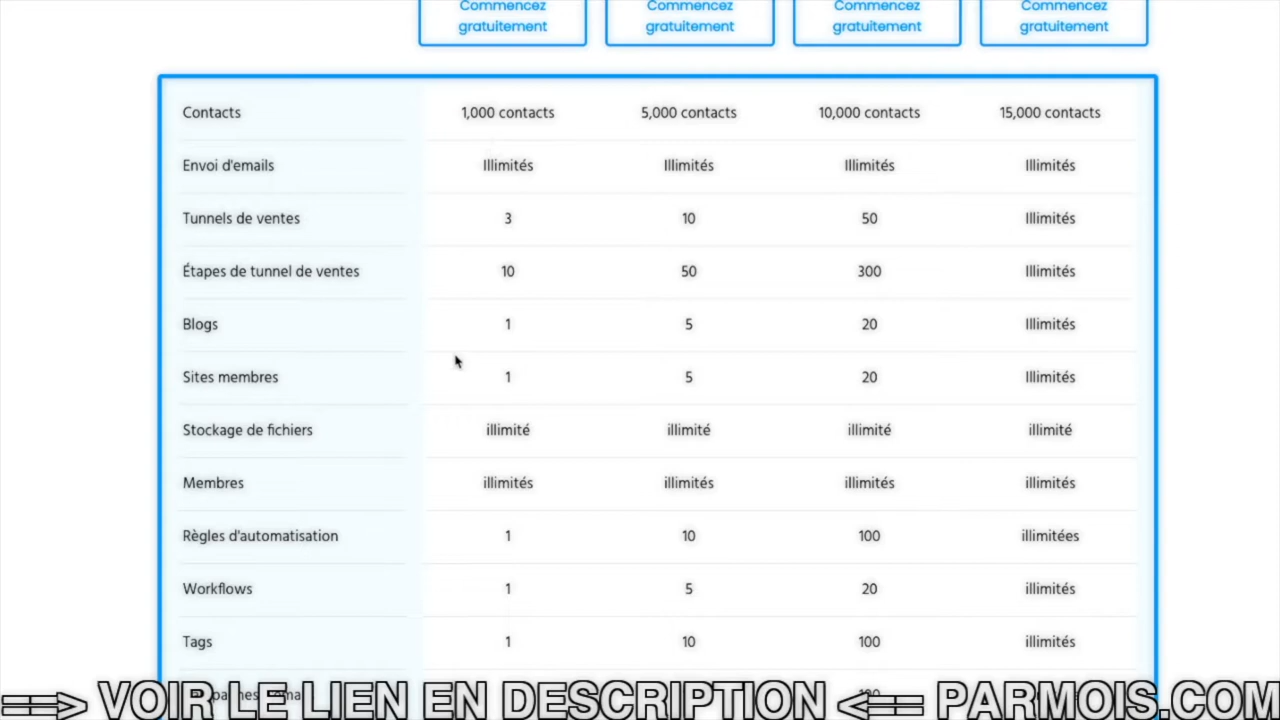 Commencez gratuitement Commencez gratuitement Commencez gratuitement Commencez gratuitement
Contacts 1,000 contacts 5,000 contacts 10,000 contacts 15,000 contacts
Envoi d'emails Illimités Illimités Illimités Illimités
Tunnels de ventes 3 10 50 Illimités
Étapes de tunnel de ventes 10 50 300 Illimités
Blogs 1 5 20 Illimités
Sites membres 1 5 20 Illimités
Stockage de fichiers illimité illimité illimité illimité
Membres illimités illimités illimités illimités
Règles d'automatisation 1 10 100 illimitées
Workflows 1 5 20 illimités
Tags 1 10 100 illimités
==> VOIR LE LIEN EN DESCRIPTION <== PARMOIS.COM